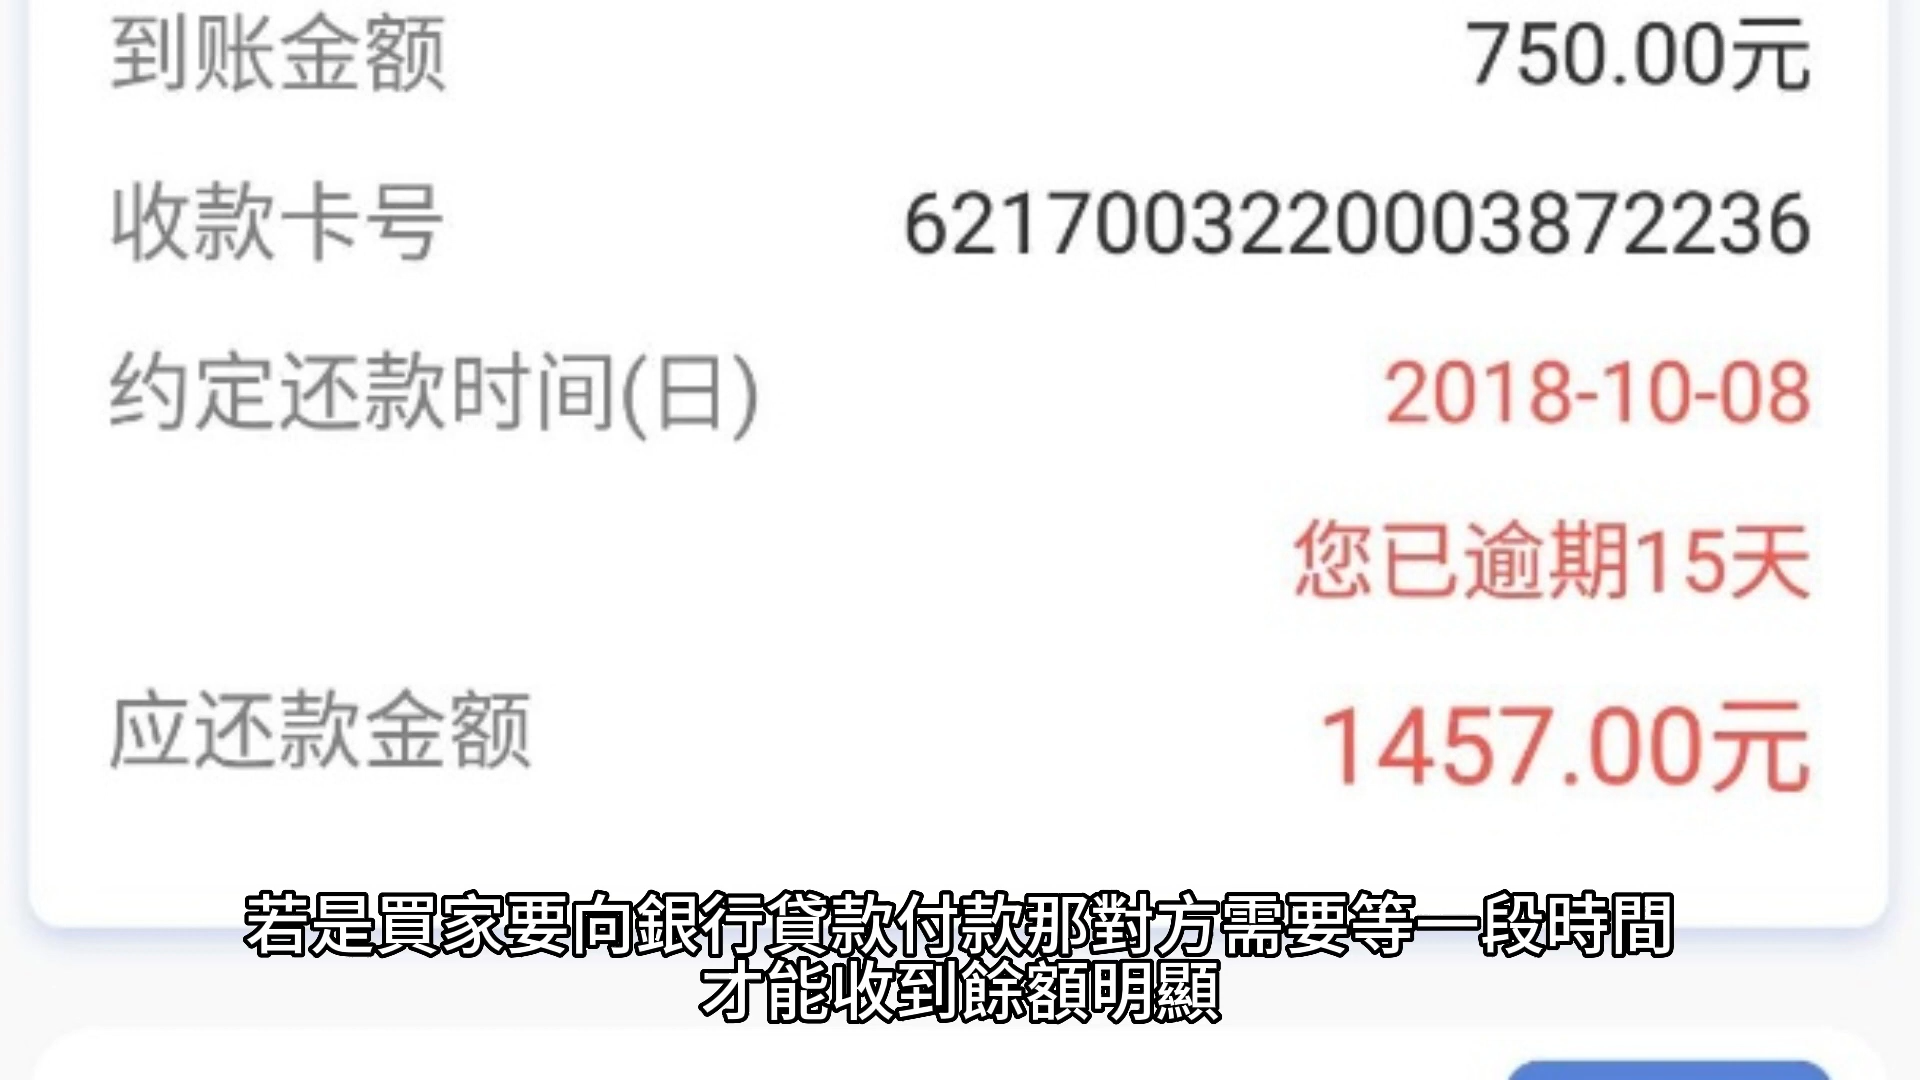 到账金额 750.00元
收款卡号 6217003220003872236
约定还款时间(日) 2018-10-08
您已逾期15天
应还款金额 1457.00元
若是買家要向銀行貸款付款那對方需要等一段時間
才能收到餘額明顯